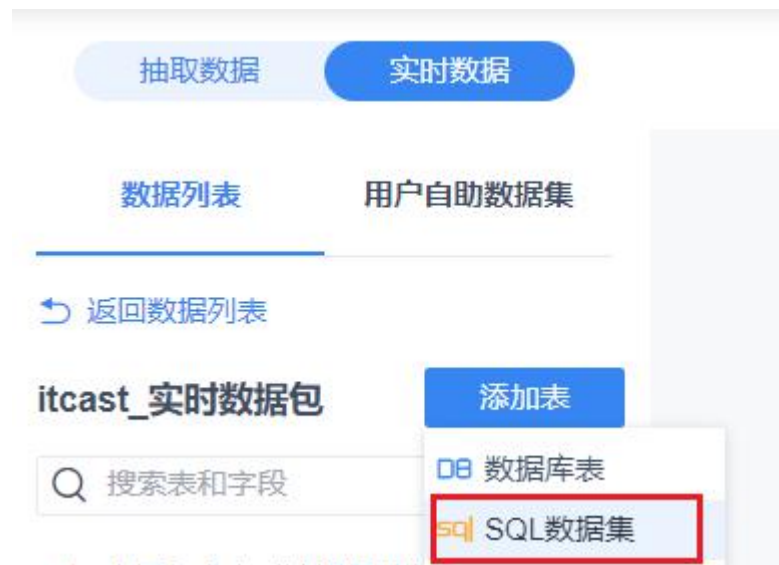 抽取数据 实时数据
数据列表 用户自助数据集
返回数据列表
itcast_实时数据包 添加表
搜索表和字段
DB 数据库表
sql SQL数据集